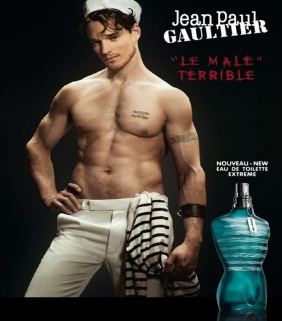 Jean Paul
GAULTIER
"LE MALE"
TERRIBLE
NOUVEAU - NEW
EAU DE TOILETTE
EXTREME